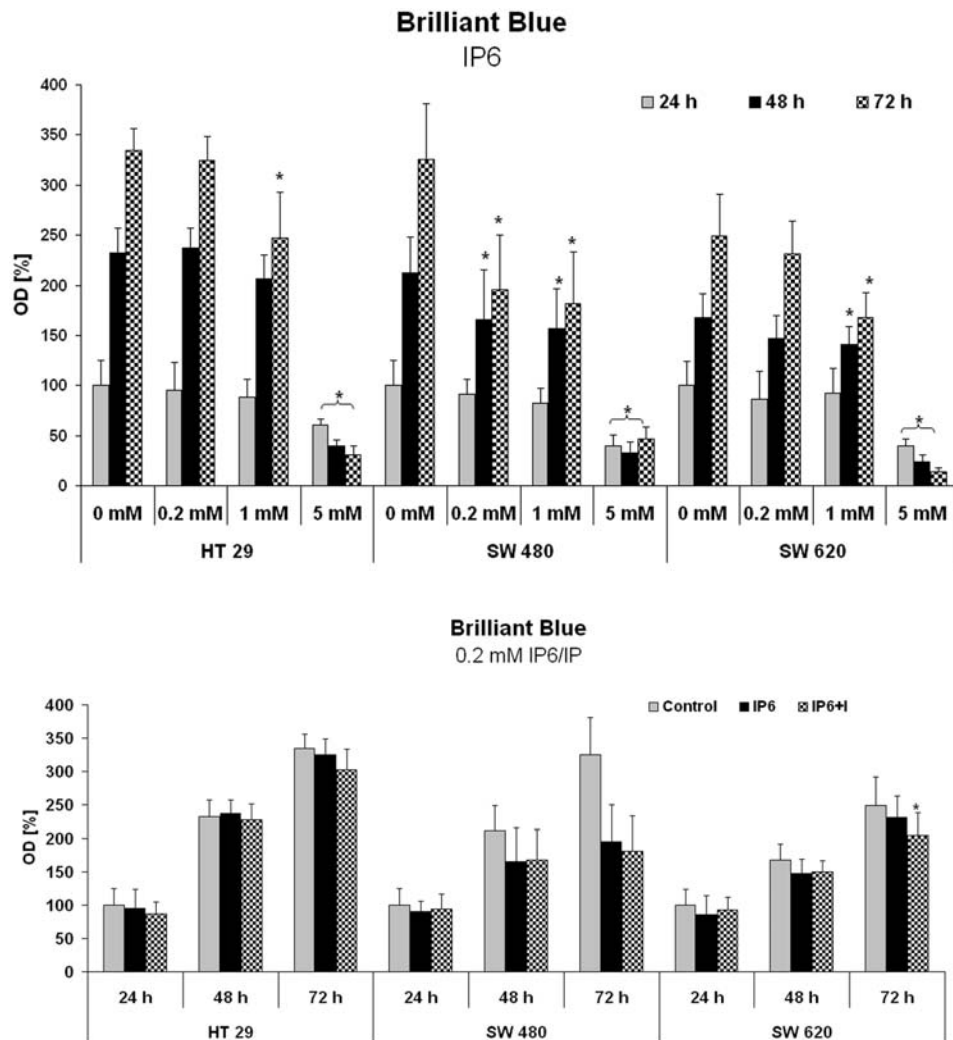 Brilliant Blue
IP6
24 h 48 h 72 h
OD [%]
400
350
300
250
200
150
100
50
0
* * * * * * * * * * *
0 mM 0.2 mM 1 mM 5 mM 0 mM 0.2 mM 1 mM 5 mM 0 mM 0.2 mM 1 mM 5 mM
HT 29 SW 480 SW 620
Brilliant Blue
0.2 mM IP6/IP
Control IP6 IP6+I
OD [%]
400
350
300
250
200
150
100
50
0
*
24 h 48 h 72 h 24 h 48 h 72 h 24 h 48 h 72 h
HT 29 SW 480 SW 620